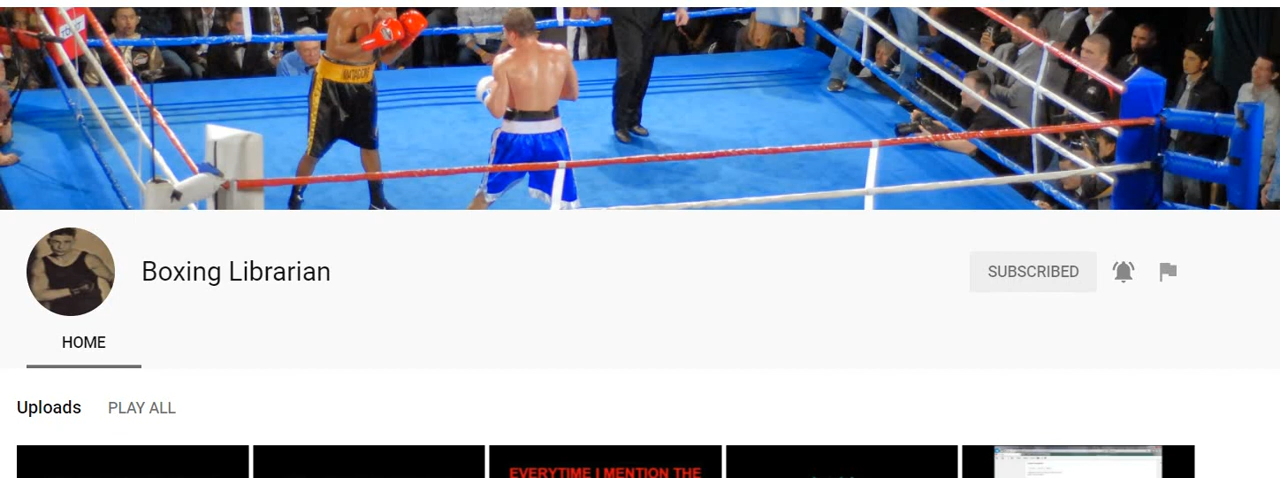 Boxing Librarian
SUBSCRIBED
HOME
Uploads
PLAY ALL
EVERYTIME I MENTION THE